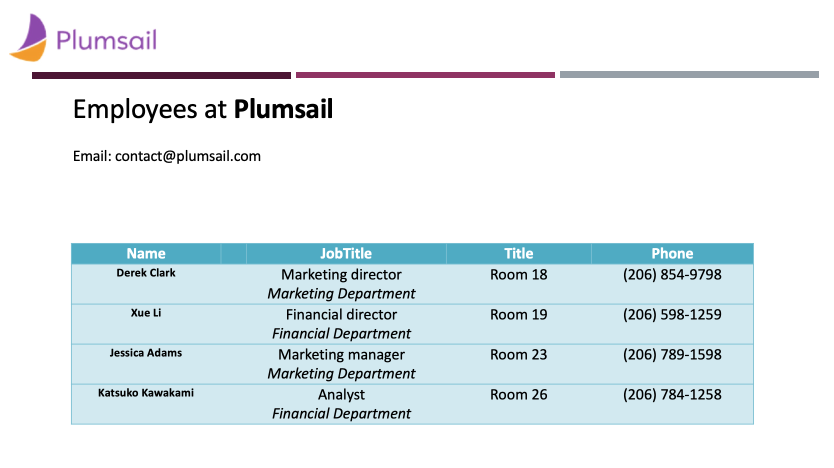 Plumsail
Employees at Plumsail
Email: contact@plumsail.com
Name JobTitle Title Phone
Derek Clark Marketing director Room 18 (206) 854-9798
Marketing Department
Xue Li Financial director Room 19 (206) 598-1259
Financial Department
Jessica Adams Marketing manager Room 23 (206) 789-1598
Marketing Department
Katsuko Kawakami Analyst Room 26 (206) 784-1258
Financial Department